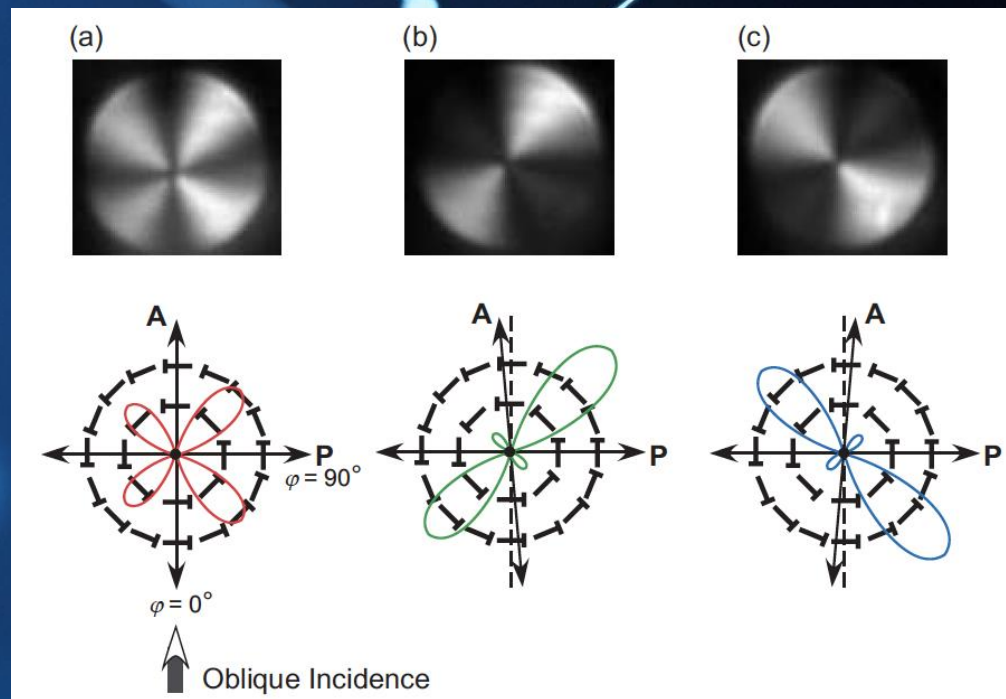 (a) (b) (c)
A A A
P P P
φ = 90°
φ = 0°
Oblique Incidence